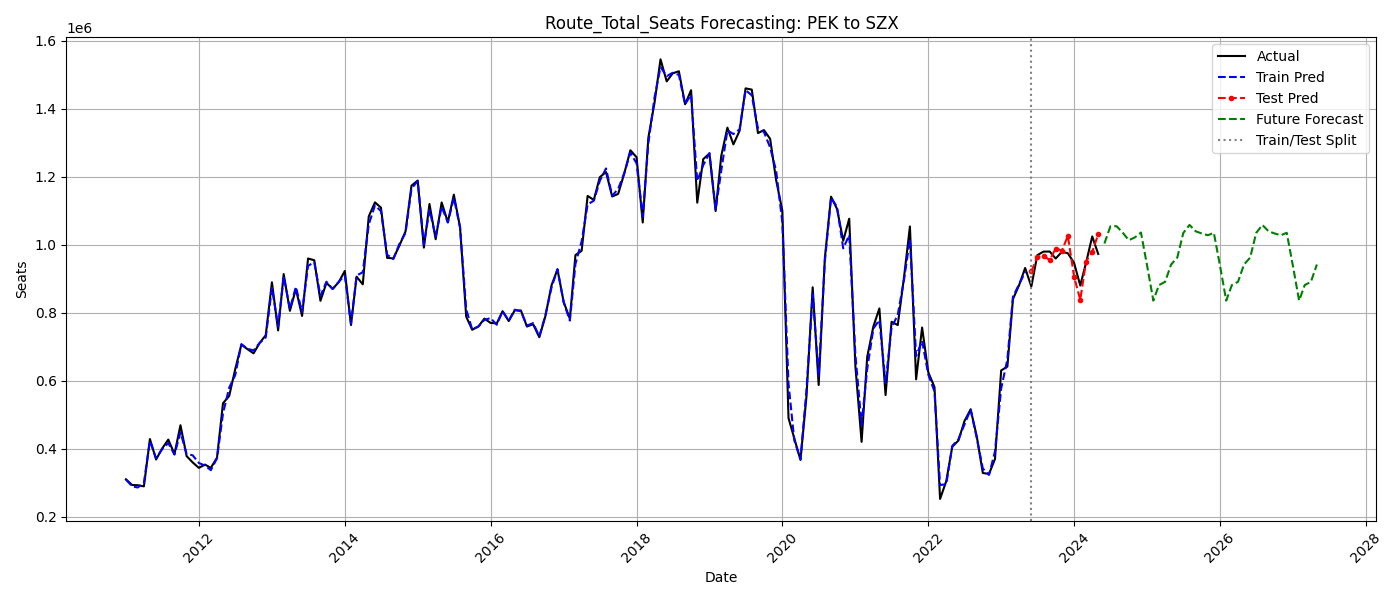 Route_Total_Seats Forecasting: PEK to SZX
1e6
1.6
1.4
1.2
1.0
0.8
0.6
0.4
0.2
Seats
Actual
Train Pred
Test Pred
Future Forecast
Train/Test Split
2012
2014
2016
2018
2020
2022
2024
2026
2028
Date